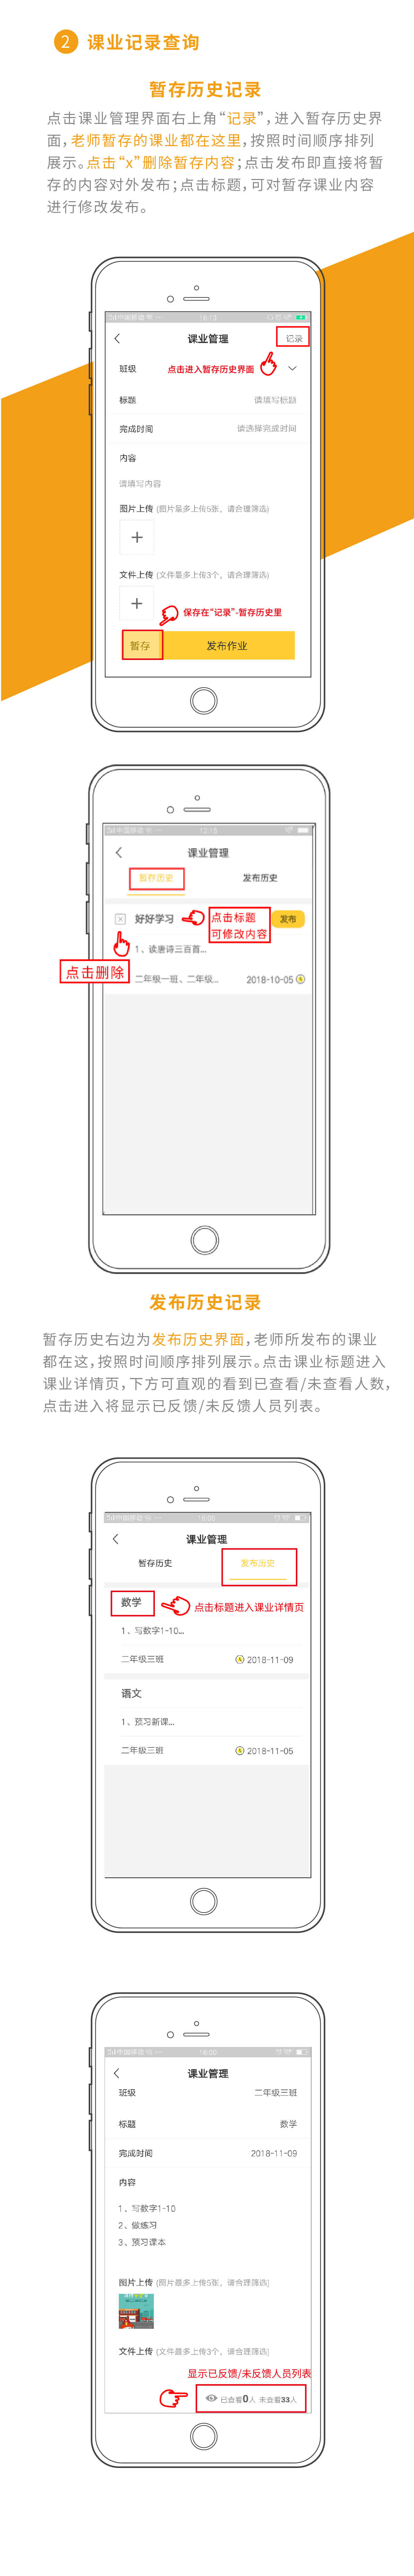 2 课业记录查询
暂存历史记录
点击课业管理界面右上角“记录”,进入暂存历史界
面,老师暂存的课业都在这里,按照时间顺序排列
展示。点击“x”删除暂存内容;点击发布即直接将暂
存的内容对外发布;点击标题,可对暂存课业内容
进行修改发布。
课业管理 记录
班级 点击进入暂存历史界面
标题 请填写标题
完成时间 请选择完成时间
内容
请填写内容
图片上传 (图片最多上传5张，请合理筛选)
文件上传 (文件最多上传3个，请合理筛选)
保存在“记录”-暂存历史里
暂存 发布作业
12:15
课业管理
暂存历史 发布历史
好好学习 点击标题 发布
可修改内容
1、读唐诗三百首...
点击删除
二年级一班、二年级... 2018-10-05
发布历史记录
暂存历史右边为发布历史界面,老师所发布的课业
都在这,按照时间顺序排列展示。点击课业标题进入
课业详情页,下方可直观的看到已查看/未查看人数,
点击进入将显示已反馈/未反馈人员列表。
课业管理
暂存历史 发布历史
数学 点击标题进入课业详情页
1、写数字1-10...
二年级三班 2018-11-09
语文
1、预习新课...
二年级三班 2018-11-05
16:00
课业管理
班级 二年级三班
标题 数学
完成时间 2018-11-09
内容
1、写数字1-10
2、做练习
3、预习课本
图片上传 (图片最多上传5张，请合理筛选)
文件上传 (文件最多上传3个，请合理筛选)
显示已反馈/未反馈人员列表
已查看0人 未查看33人